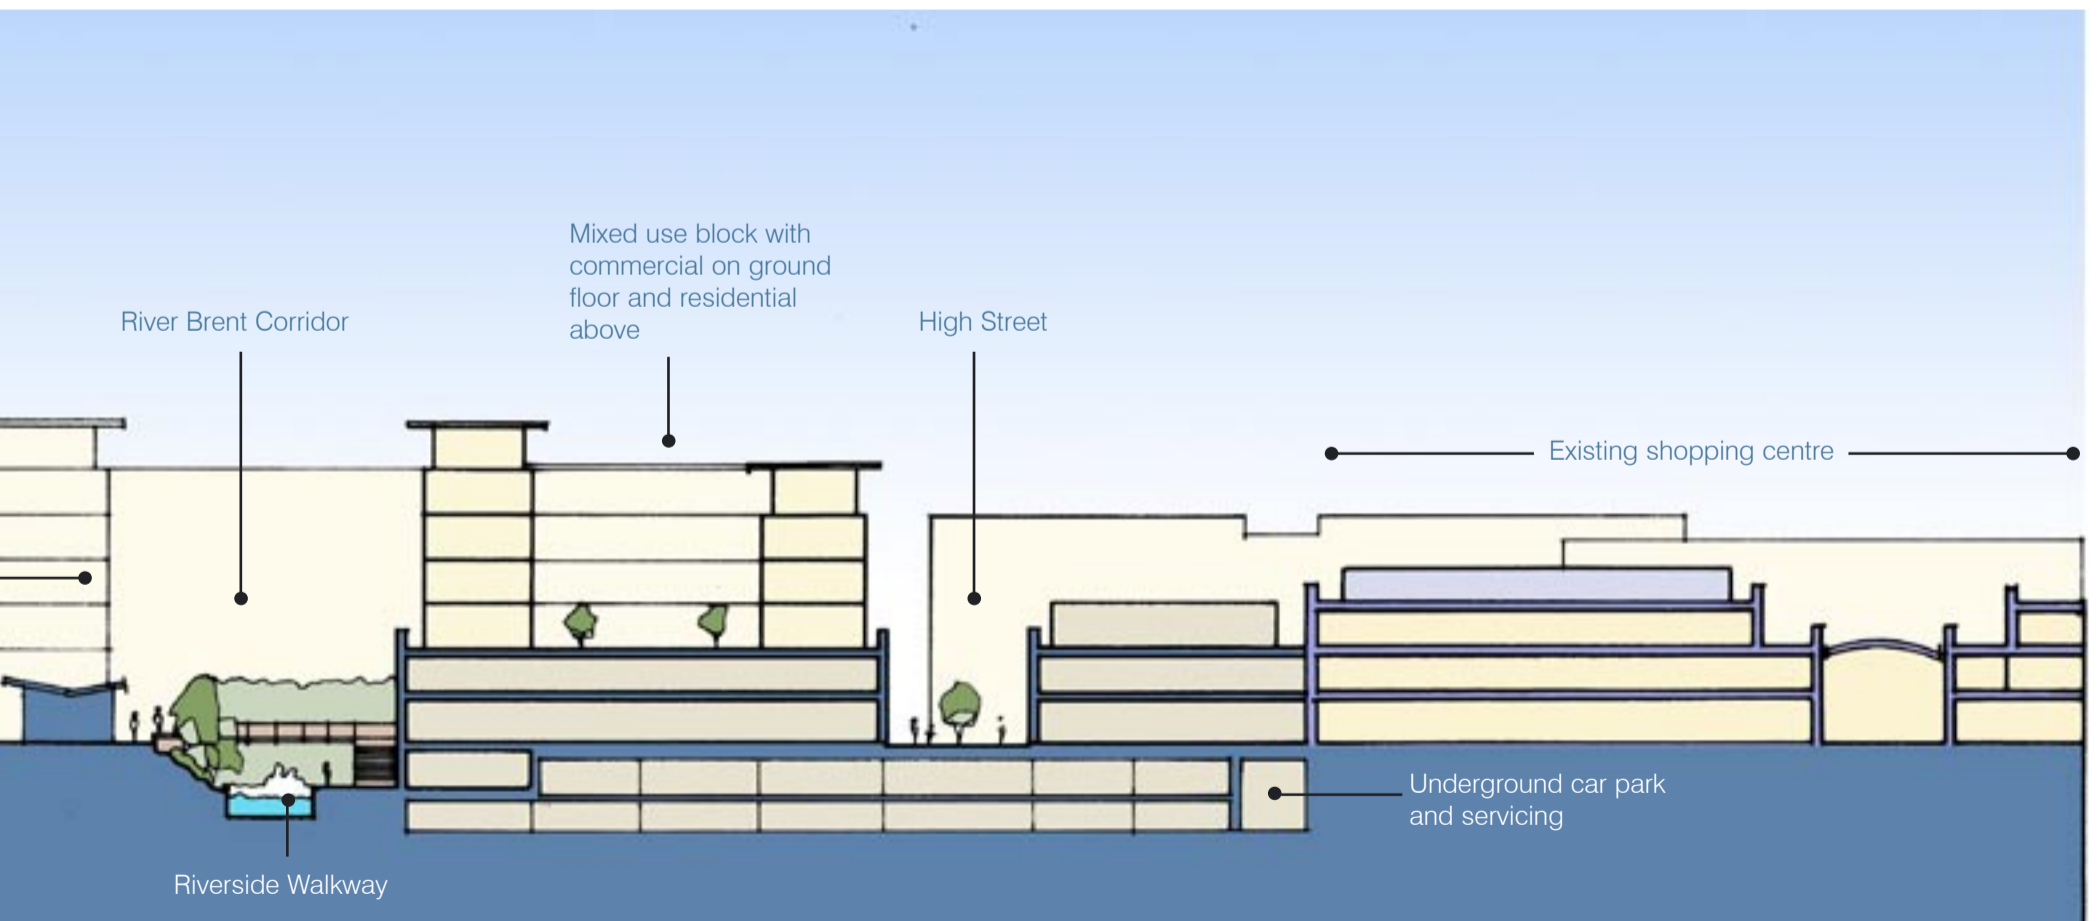 Mixed use block with
commercial on ground
floor and residential
above
River Brent Corridor
High Street
Existing shopping centre
Underground car park
and servicing
Riverside Walkway